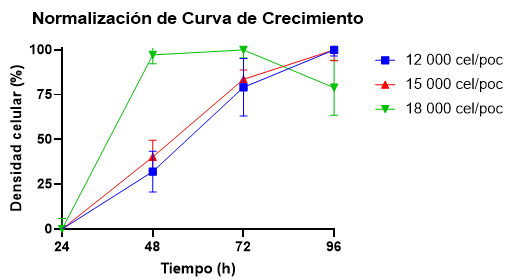 Normalización de Curva de Crecimiento
Densidad celular (%)
100
75
50
25
0
24
48
72
96
Tiempo (h)
12 000 cel/poc
15 000 cel/poc
18 000 cel/poc